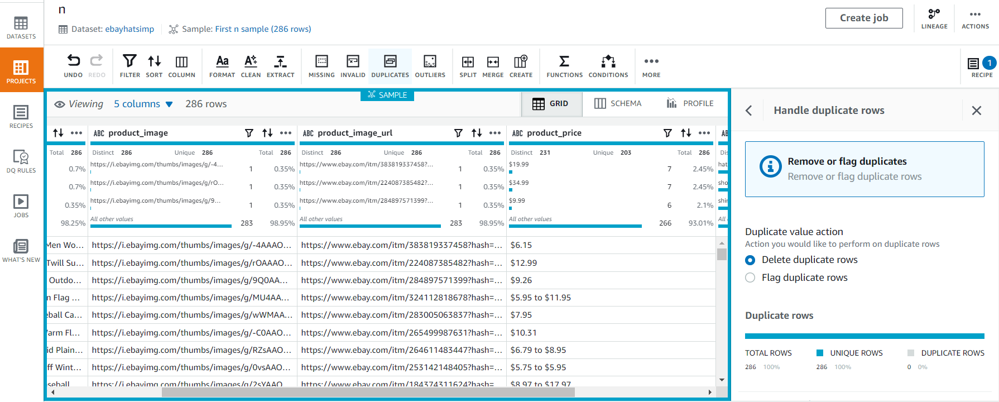 n
Dataset: ebayhatsimp
Sample: First n sample (286 rows)
Create job
LINEAGE
ACTIONS
DATASETS
PROJECTS
RECIPES
DQ RULES
JOBS
WHAT'S NEW
UNDO REDO FILTER SORT COLUMN FORMAT CLEAN EXTRACT MISSING INVALID DUPLICATES OUTLIERS SPLIT MERGE CREATE FUNCTIONS CONDITIONS MORE
1
RECIPE
SAMPLE
Viewing 5 columns 286 rows
GRID SCHEMA PROFILE
ABC product_image ABC product_image_url ABC product_price
Total 286 Distinct 286 Unique 286 Total 286 Distinct 286 Unique 286 Total 286 Distinct 231 Unique 203 Total 286
0.7% https://i.ebayimg.com/thumbs/images/g/-4... 1 0.35% https://www.ebay.com/itm/383819337458?... 1 0.35% $19.99 7 2.45% hat
0.7% https://i.ebayimg.com/thumbs/images/g/rO... 1 0.35% https://www.ebay.com/itm/224087385482?... 1 0.35% $34.99 7 2.45% sho
0.35% https://i.ebayimg.com/thumbs/images/g/9... 1 0.35% https://www.ebay.com/itm/284897571399?... 1 0.35% $9.99 6 2.1% shir
98.25% All other values 283 98.95% All other values 283 98.95% All other values 266 93.01% All
Men Wo... https://i.ebayimg.com/thumbs/images/g/-4AAAO... https://www.ebay.com/itm/383819337458?hash=... $6.15
Twill Su... https://i.ebayimg.com/thumbs/images/g/rOAAAO... https://www.ebay.com/itm/224087385482?hash=... $12.99
Outdo... https://i.ebayimg.com/thumbs/images/g/9Q0AA... https://www.ebay.com/itm/284897571399?hash=... $9.26
n Flag ... https://i.ebayimg.com/thumbs/images/g/MU4AA... https://www.ebay.com/itm/324112818678?hash=... $5.95 to $11.95
eball Ca... https://i.ebayimg.com/thumbs/images/g/wWMAA... https://www.ebay.com/itm/283005063837?hash=... $7.95
Warm Fl... https://i.ebayimg.com/thumbs/images/g/-C0AAO... https://www.ebay.com/itm/265499987631?hash=... $10.31
id Plain... https://i.ebayimg.com/thumbs/images/g/RZsAAO... https://www.ebay.com/itm/264611483447?hash=... $6.79 to $8.95
ff Wint... https://i.ebayimg.com/thumbs/images/g/0vsAAO... https://www.ebay.com/itm/253142148405?hash=... $5.75 to $5.95
aseball https://i.ebayimg.com/thumbs/images/g/2sYAAO https://www.ebay.com/itm/184374311624?hash=... $8.97 to $17.97
Handle duplicate rows
Remove or flag duplicates
Remove or flag duplicate rows
Duplicate value action
Action you would like to perform on duplicate rows
Delete duplicate rows
Flag duplicate rows
Duplicate rows
TOTAL ROWS UNIQUE ROWS DUPLICATE ROWS
286 100% 286 100% 0 0%